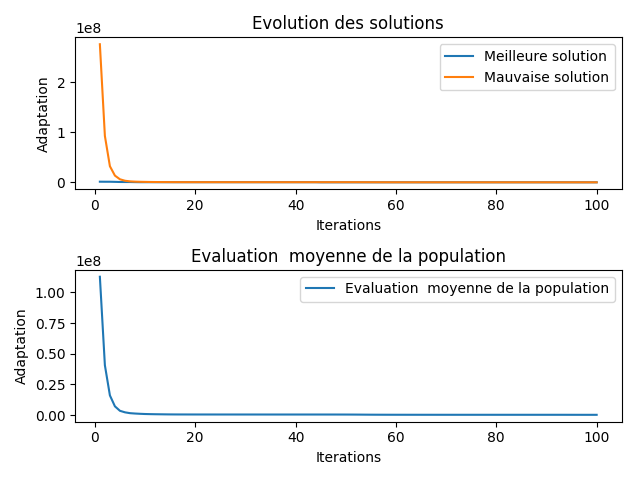 Evolution des solutions
1e8
Meilleure solution
Mauvaise solution
Adaptation
2
1
0
0 20 40 60 80 100
Iterations
Evaluation  moyenne de la population
1e8
Evaluation  moyenne de la population
Adaptation
1.00
0.75
0.50
0.25
0.00
0 20 40 60 80 100
Iterations